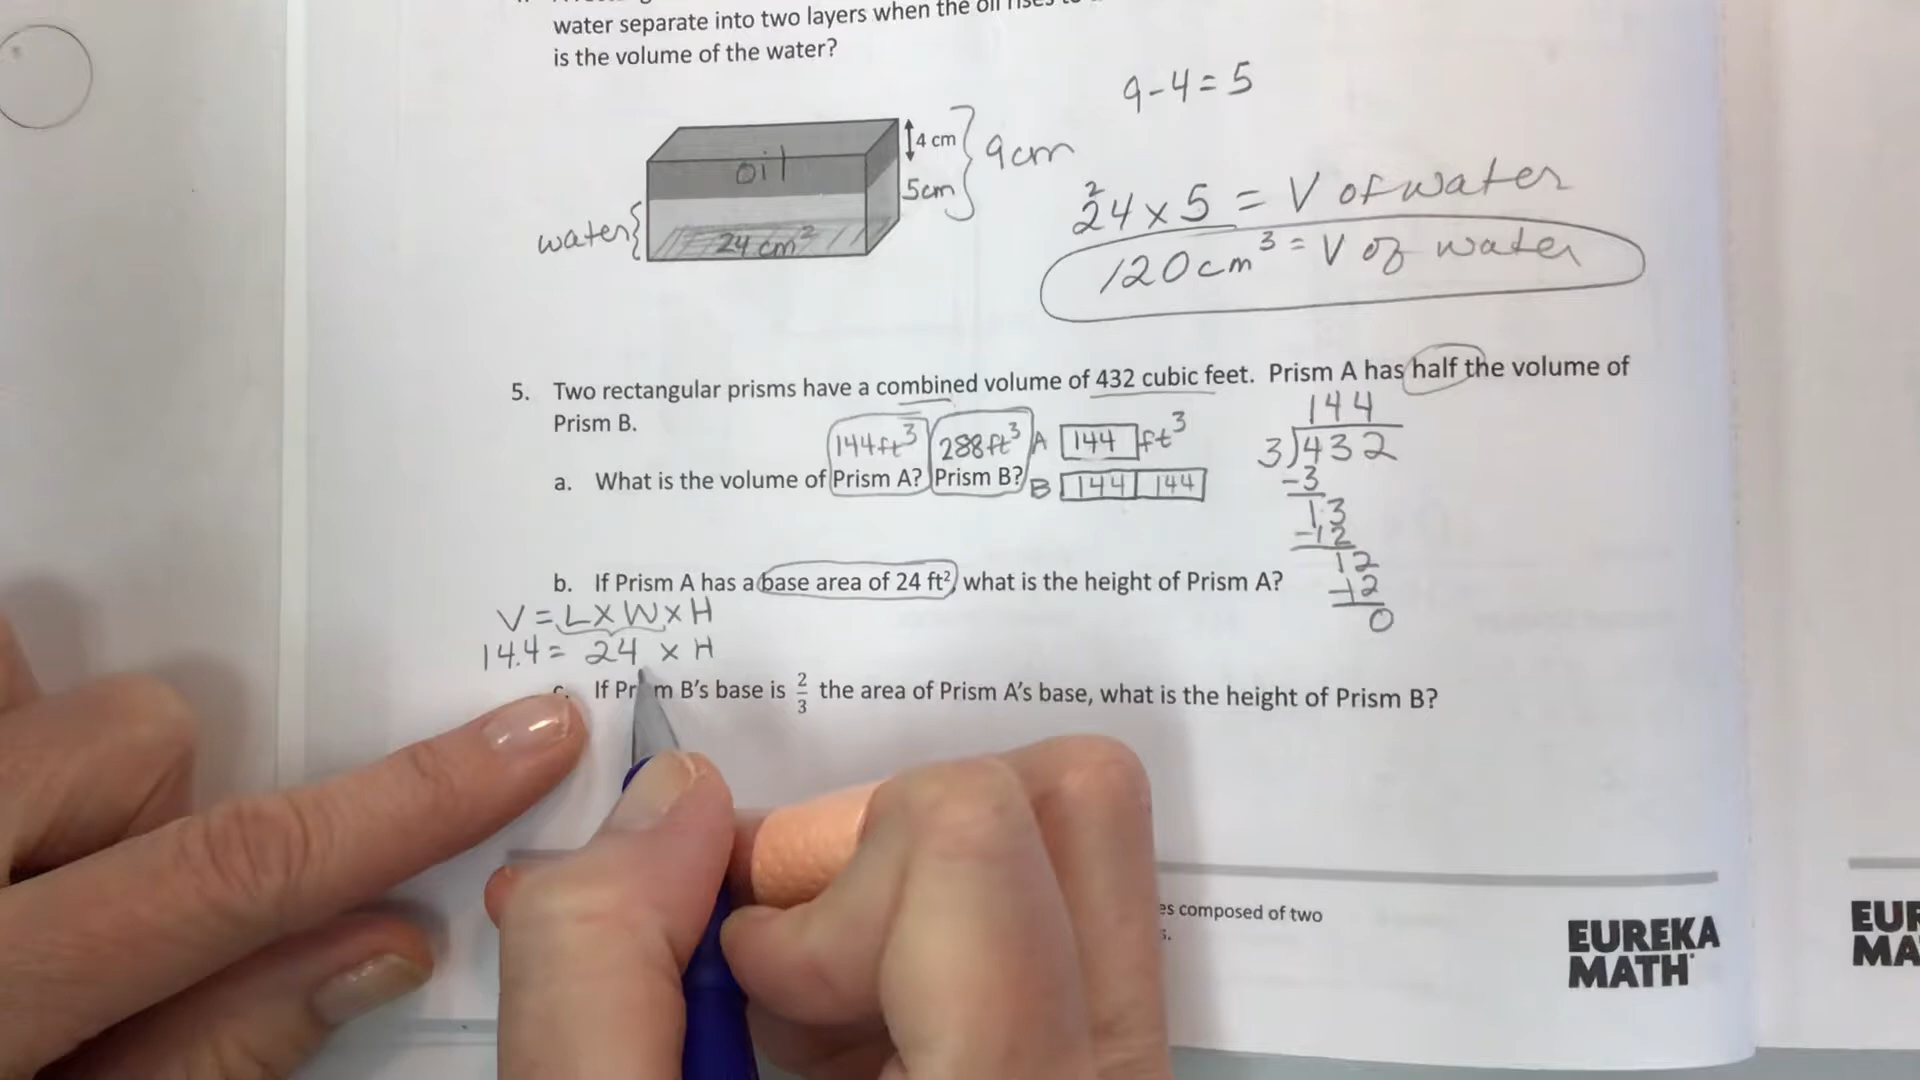 water separate into two layers when the oil rises to
is the volume of the water?
9-4=5
oil
4 cm
9cm
5cm
water
24 cm²
24 x 5 = V of water
2
120cm³ = V of water
5. Two rectangular prisms have a combined volume of 432 cubic feet. Prism A has half the volume of
Prism B.
144ft³ 288ft³ A 144 ft³
a. What is the volume of Prism A? Prism B? B 144 144
144
3)432
-3
13
-12
12
-12
0
b. If Prism A has a base area of 24 ft², what is the height of Prism A?
V = L x W x H
14.4 = 24 x H
c. If Pr m B's base is 2/3 the area of Prism A's base, what is the height of Prism B?
es composed of two
s.
EUREKA
MATH
EUR
MA